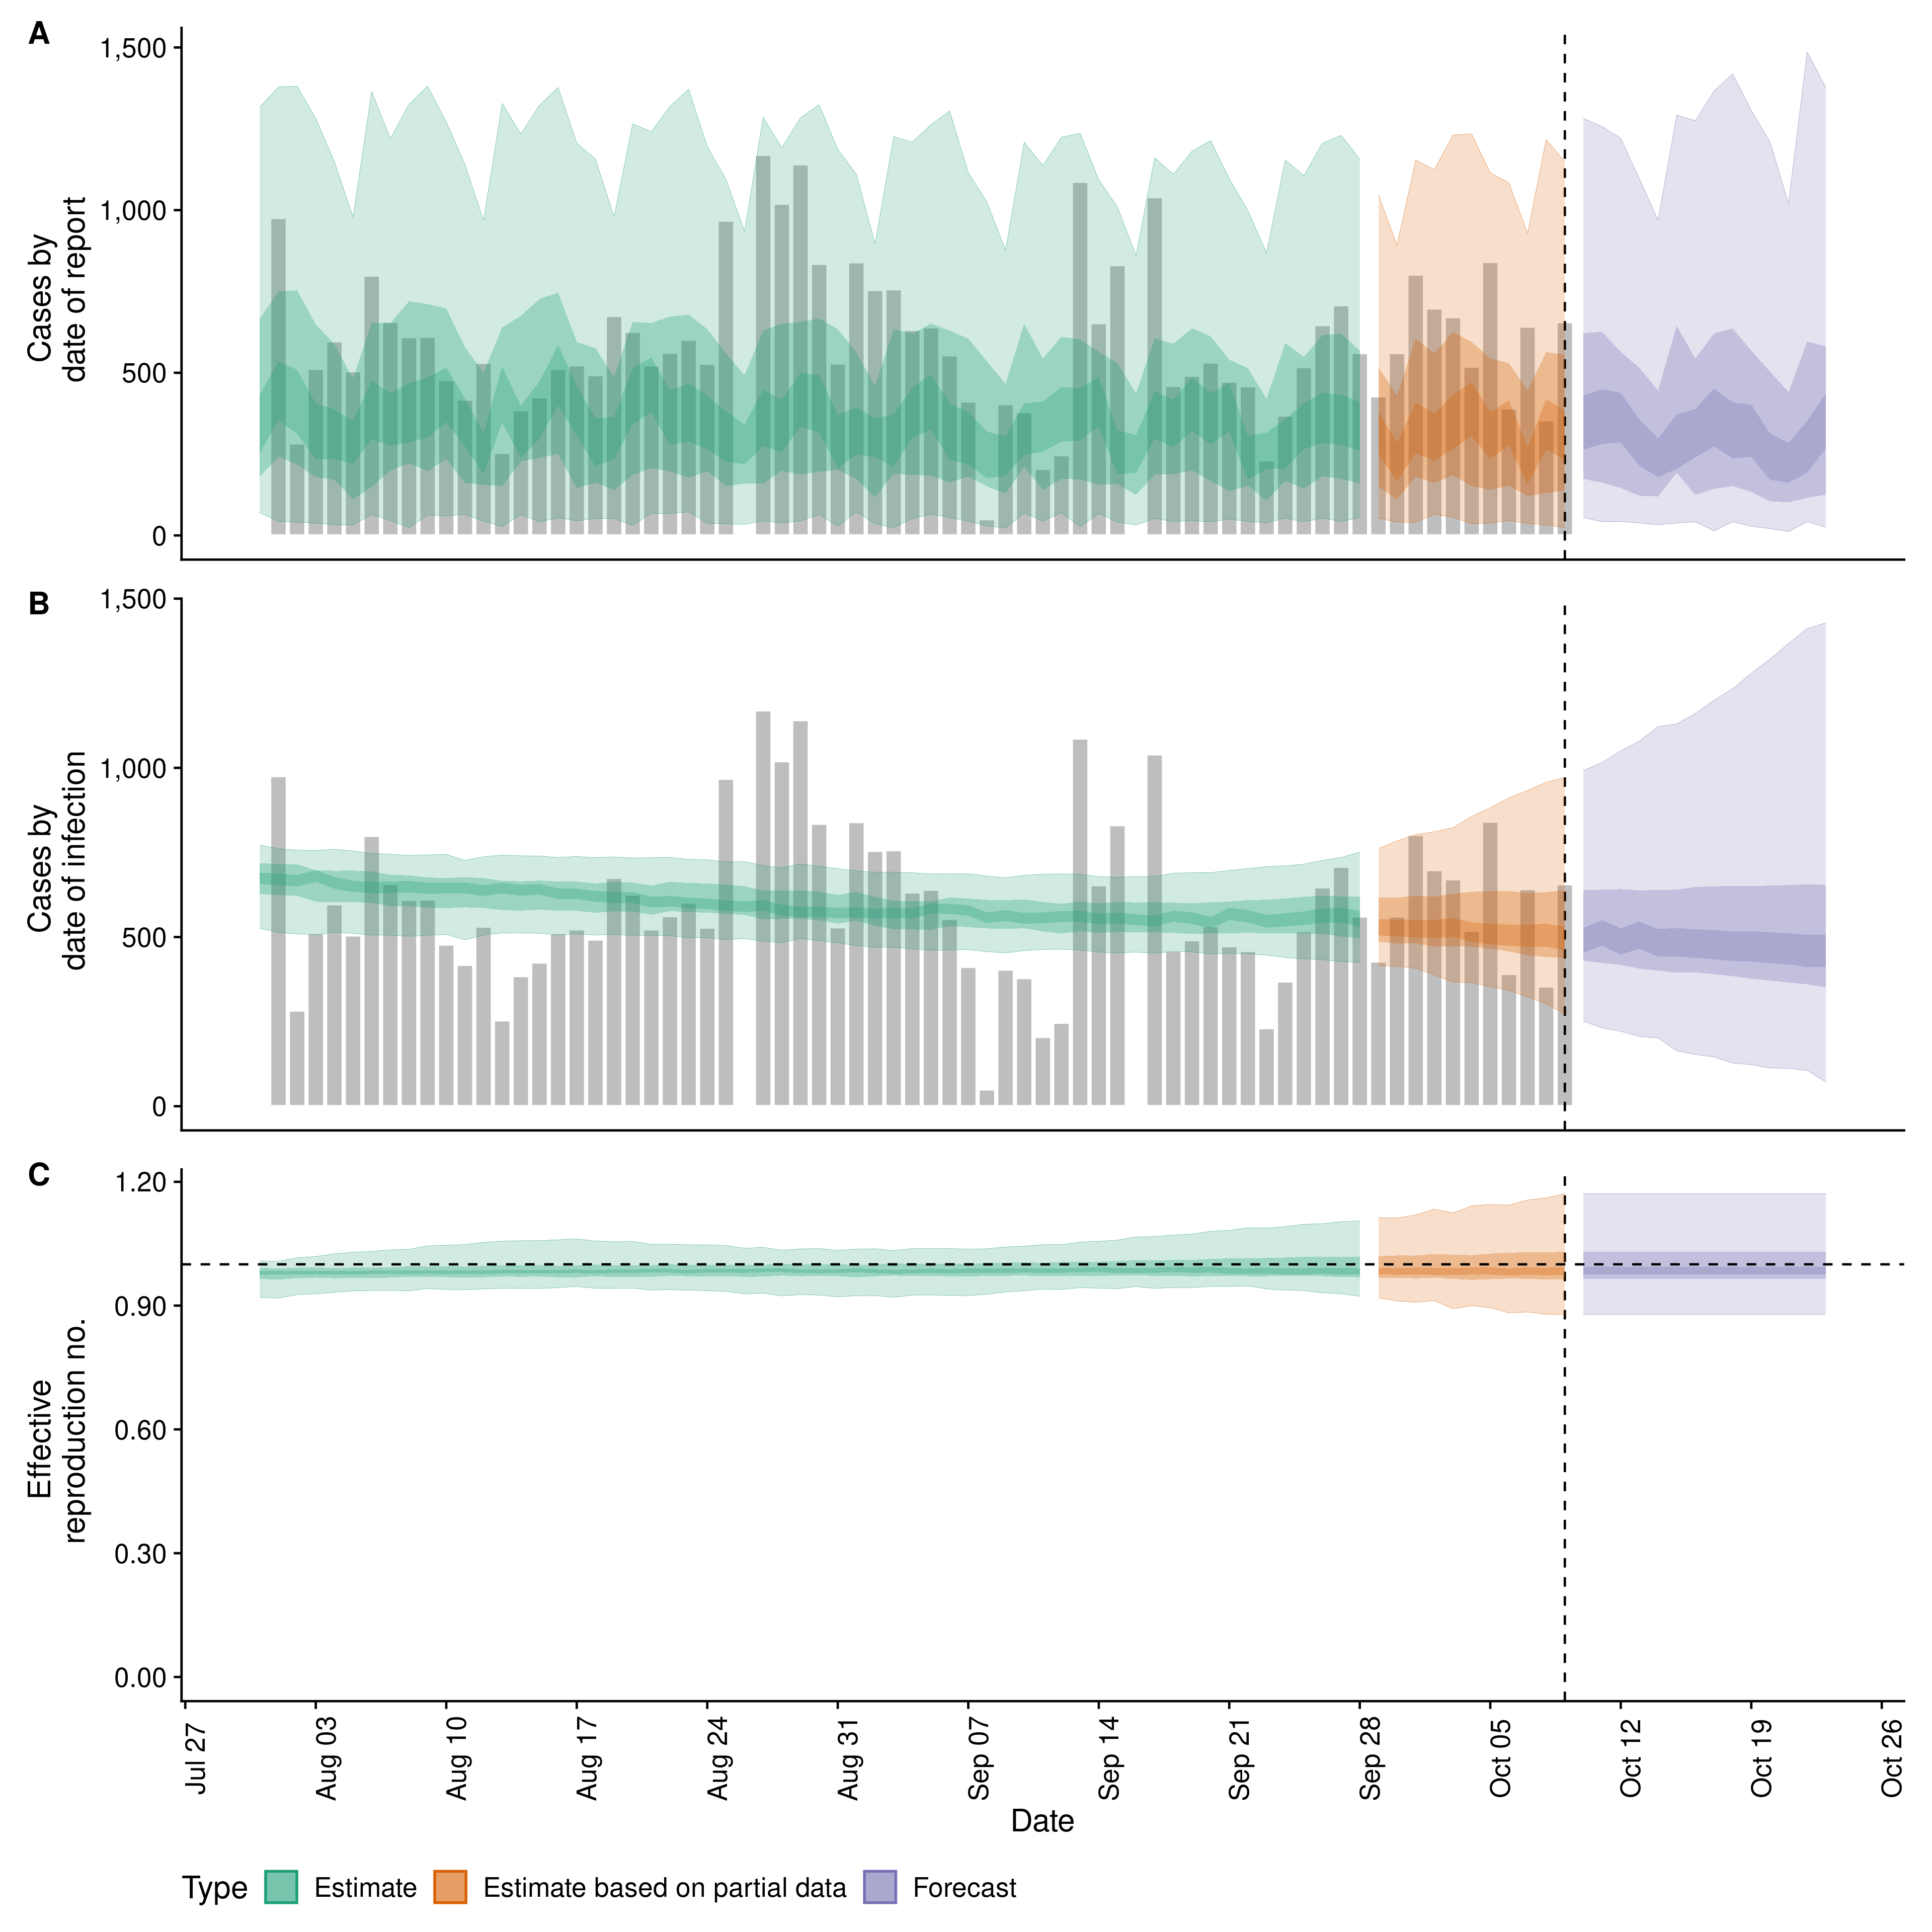 A
1,500
1,000
500
0
Cases by
date of report
B
1,500
1,000
500
0
Cases by
date of infection
C
1.20
0.90
0.60
0.30
0.00
Effective
reproduction no.
Jul 27
Aug 03
Aug 10
Aug 17
Aug 24
Aug 31
Sep 07
Sep 14
Sep 21
Sep 28
Oct 05
Oct 12
Oct 19
Oct 26
Date
Type Estimate Estimate based on partial data Forecast